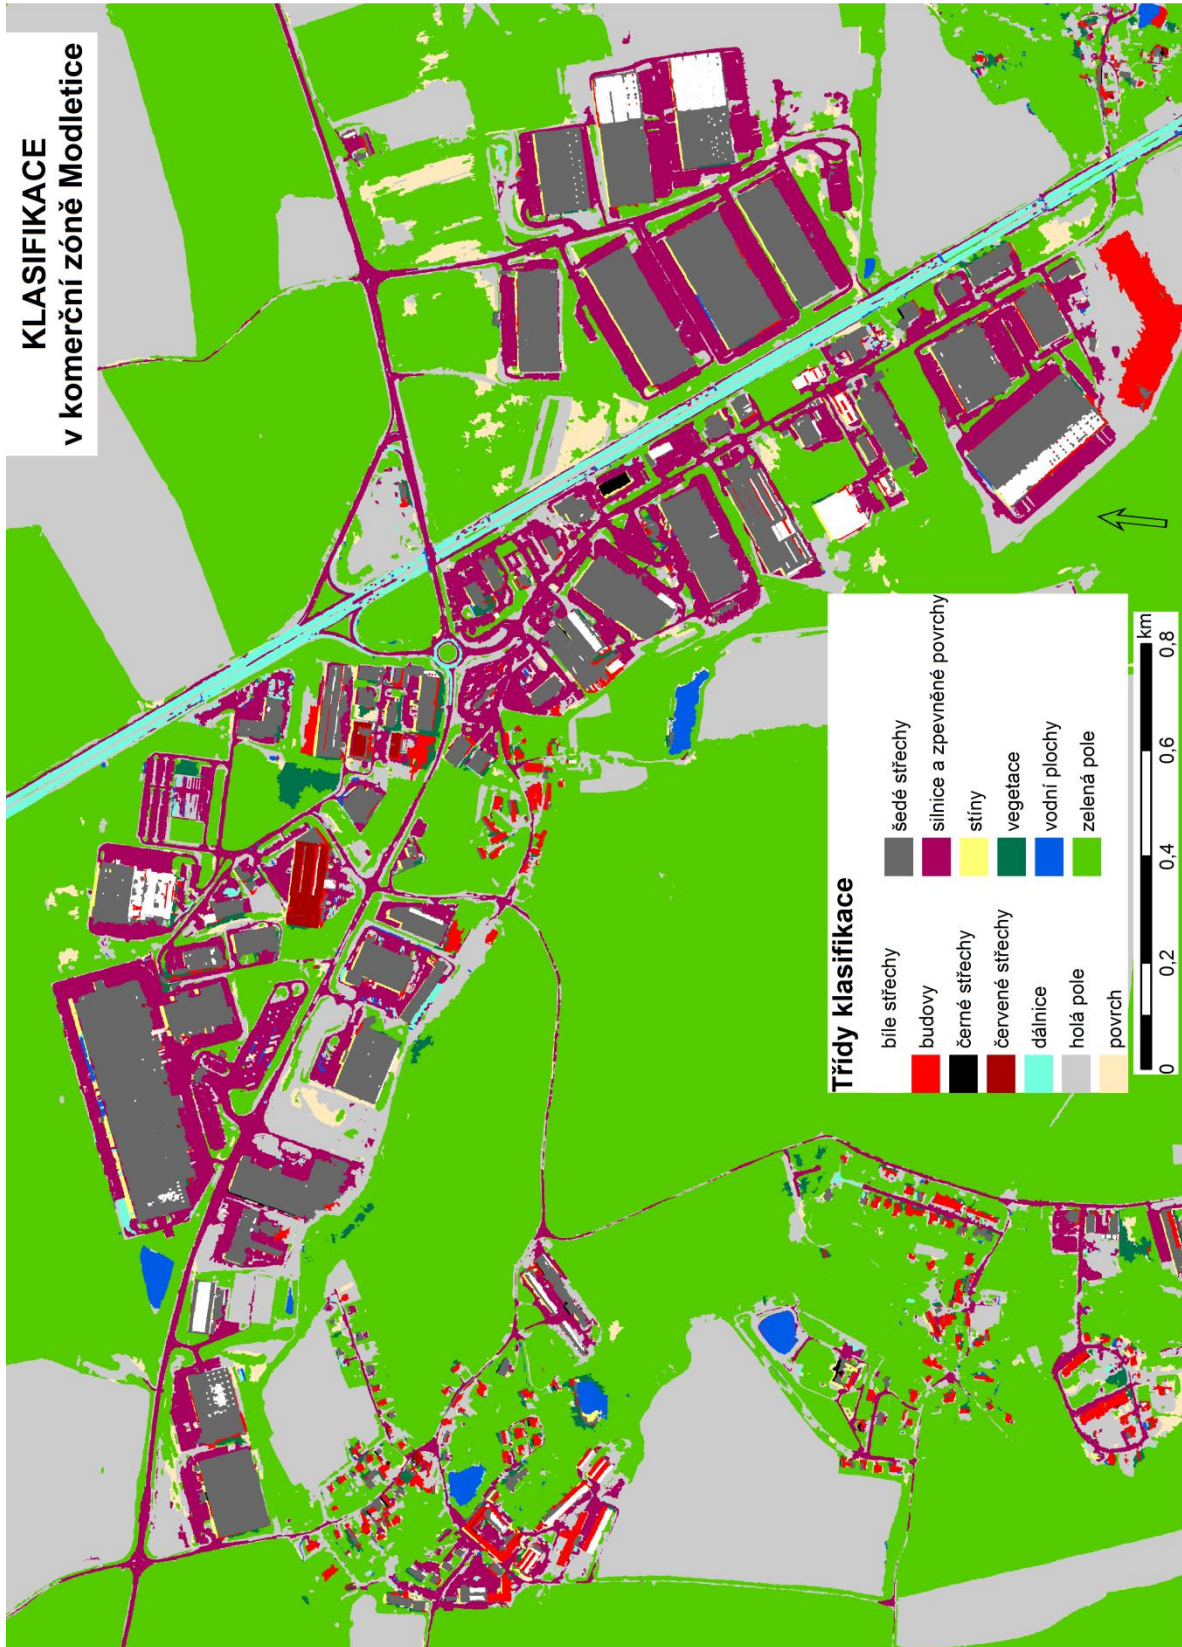 KLASIFIKACE
v komerční zóně Modletice
Třídy klasifikace
bíle střechy
budovy
černé střechy
červené střechy
dálnice
holá pole
povrch
šedé střechy
silnice a zpevněné povrchy
stíny
vegetace
vodní plochy
zelená pole
0 0,2 0,4 0,6 0,8
km